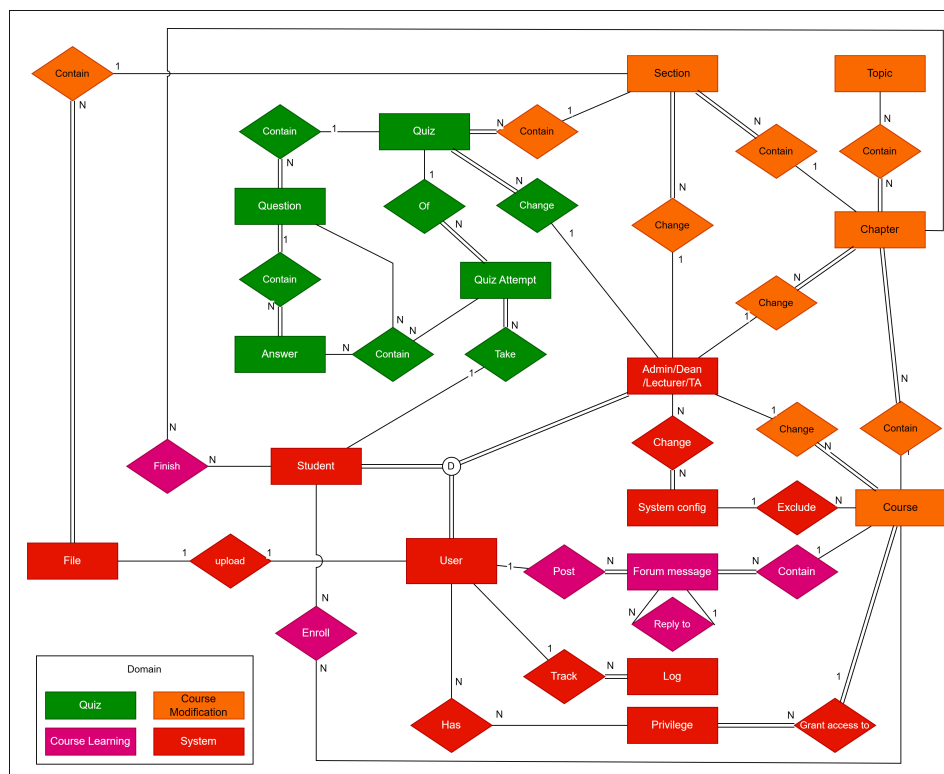 Contain
1
Section
Topic
N
Contain
1
Quiz
N
Contain
1
N
Contain
N
Contain
N
1
N
1
N
Question
Of
Change
1
N
Change
Chapter
1
N
1
Contain
Quiz Attempt
N
Change
1
N
N
N
Answer
N
Contain
Take
1
Admin/Dean
/Lecturer/TA
N
N
1
Change
N
Contain
Change
N
1
Finish
N
Student
D
N
System config
1
Exclude
N
Course
File
1
upload
1
User
1
Post
N
Forum message
N
Contain
1
N
Reply to
1
N
Enroll
N
1
Track
N
Log
N
1
Has
N
Privilege
N
Grant access to
Domain
Quiz
Course
Modification
Course Learning
System